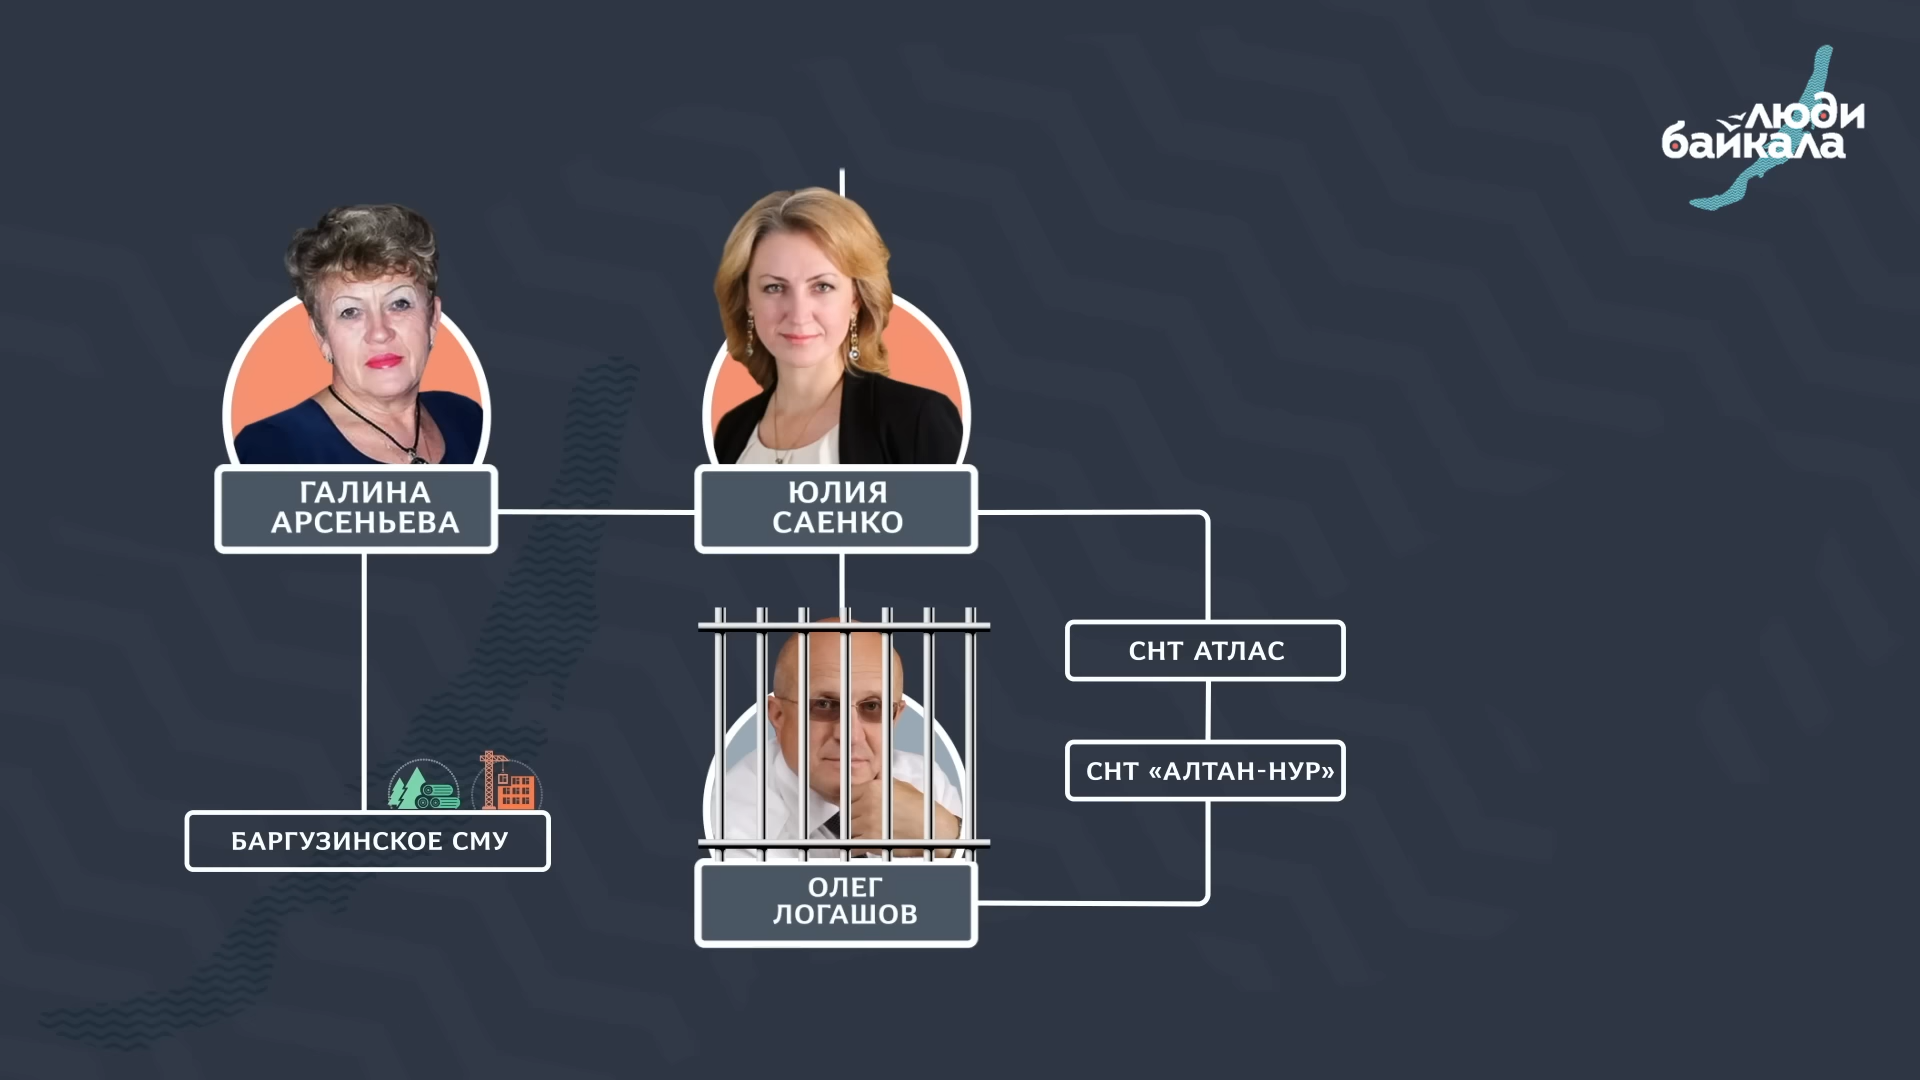 люди
байкала
ГАЛИНА
АРСЕНЬЕВА
ЮЛИЯ
САЕНКО
СНТ АТЛАС
СНТ «АЛТАН-НУР»
БАРГУЗИНСКОЕ СМУ
ОЛЕГ
ЛОГАШОВ